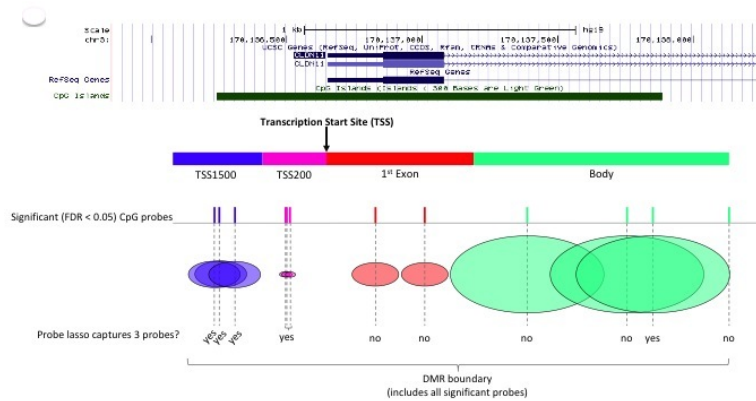 Scale
1 kb
hg19
chr3:
170,136,500
170,137,000
170,137,500
170,138,000
UCSC Genes (RefSeq, UniProt, CCDS, Rfam, tRNAs & Comparative Genomics)
CLDN11
CLDN11
RefSeq Genes
RefSeq Genes
CpG Islands (Islands < 300 Bases are Light Green)
CpG Islands
Transcription Start Site (TSS)
TSS1500
TSS200
1st Exon
Body
Significant (FDR < 0.05) CpG probes
Probe lasso captures 3 probes?
yes
yes
yes
yes
no
no
no
no
yes
no
DMR boundary
(includes all significant probes)